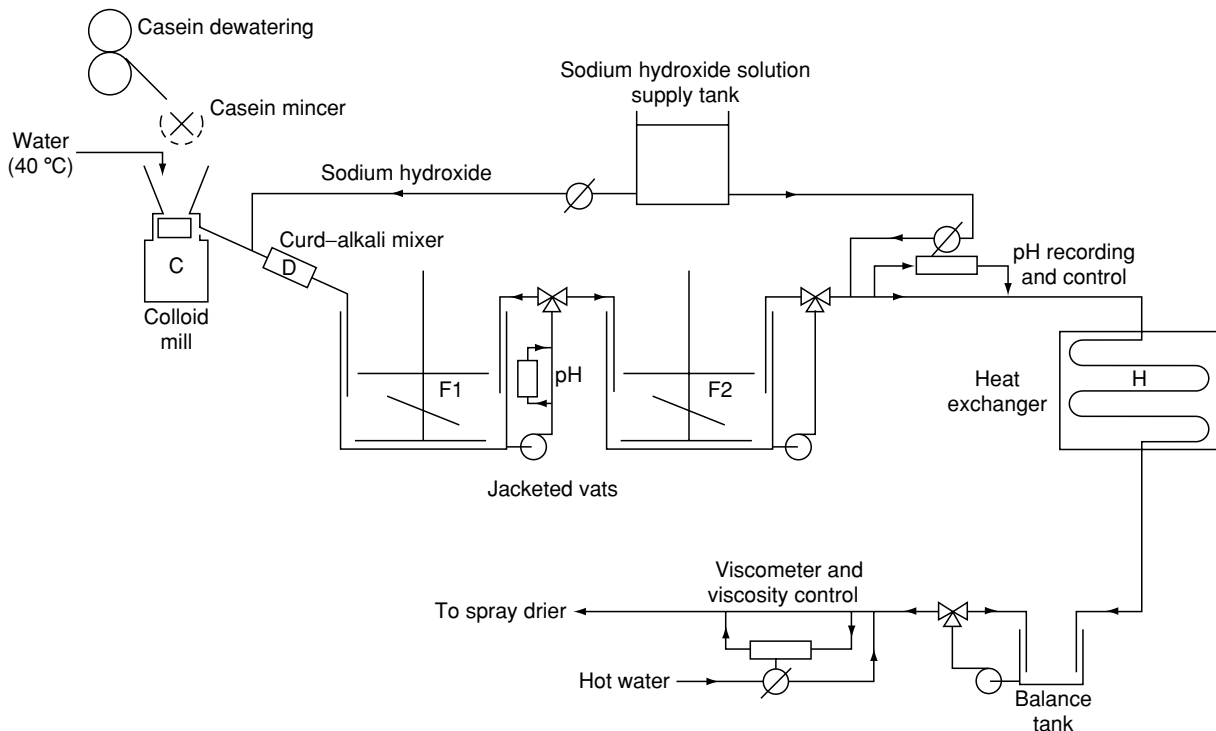 Casein dewatering
Casein mincer
Water
(40 °C)
Sodium hydroxide solution
supply tank
Sodium hydroxide
Curd–alkali mixer
D
C
Colloid
mill
pH recording
and control
F1
pH
F2
Heat
exchanger
H
Jacketed vats
Viscometer and
viscosity control
To spray drier
Hot water
Balance
tank